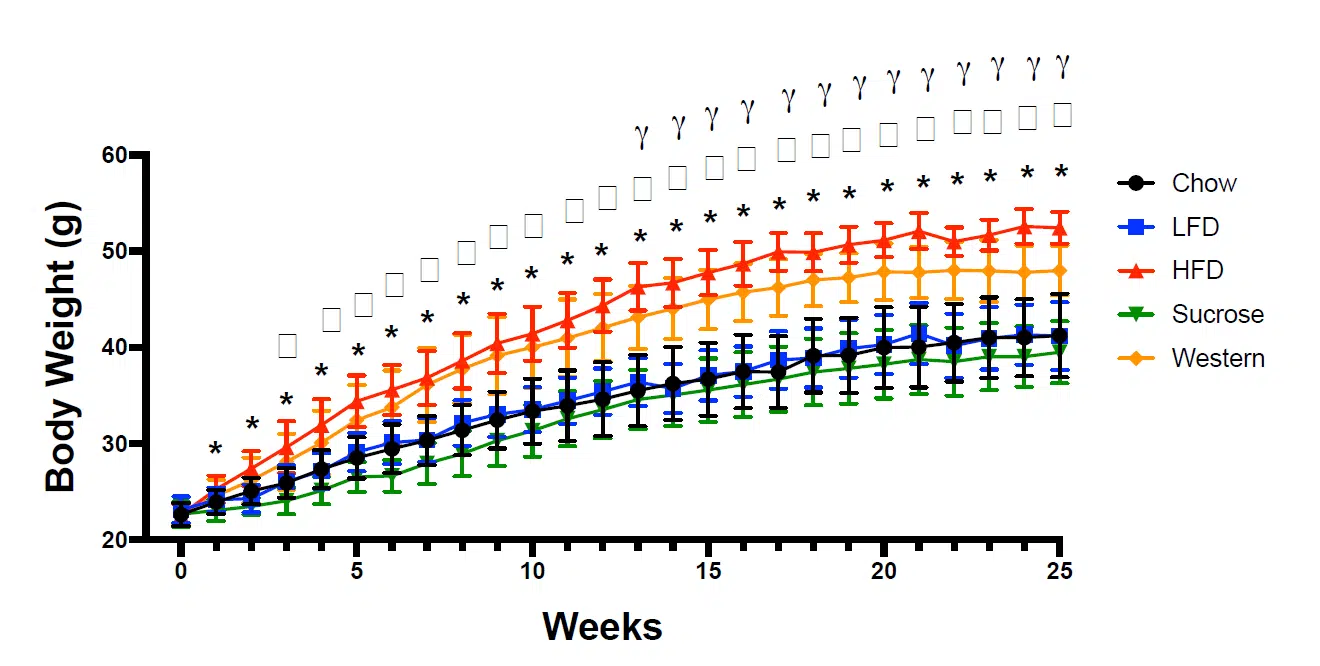 γ γ γ γ γ γ γ γ γ γ γ γ γ
□ □ □ □ □ □ □ □ □ □ □ □ □ □ □ □ □ □ □ □ □ □ □
* * * * * * * * * * * * * * * * * * * * * * * * *
60
50
40
30
20
Body Weight (g)
0 5 10 15 20 25
Weeks
Chow
LFD
HFD
Sucrose
Western